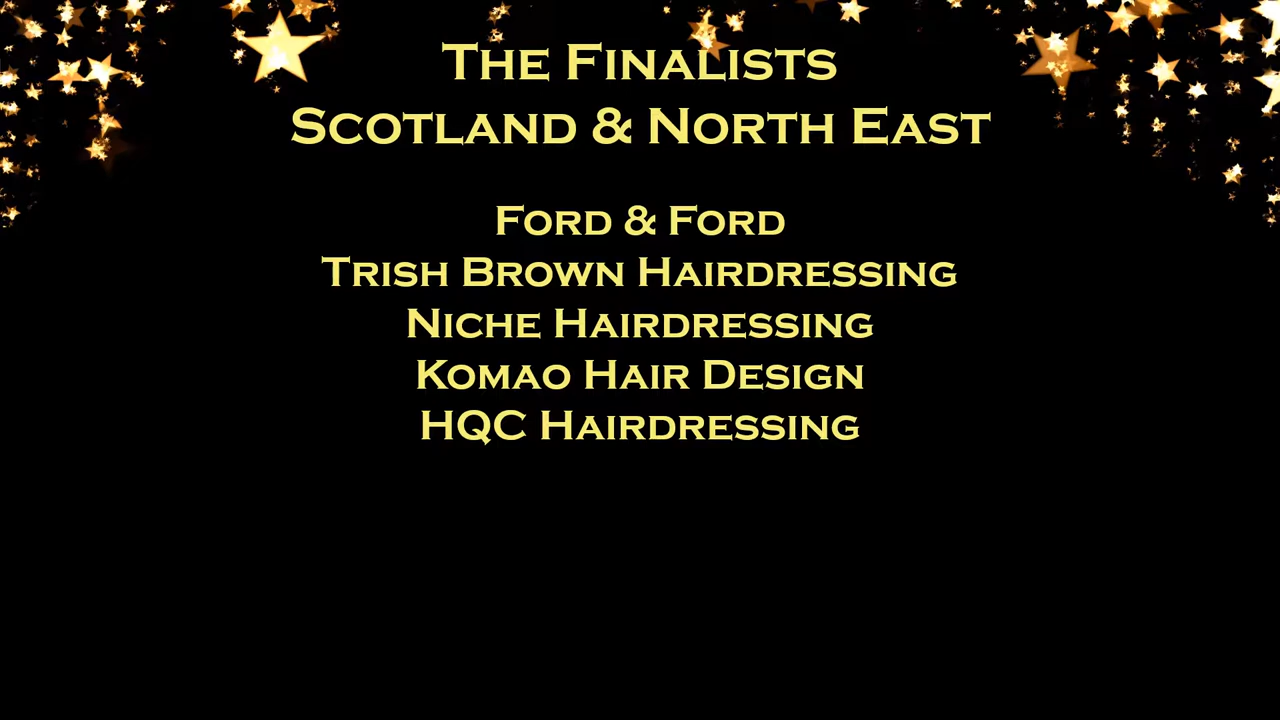 The Finalists
Scotland & North East
Ford & Ford
Trish Brown Hairdressing
Niche Hairdressing
Komao Hair Design
HQC Hairdressing